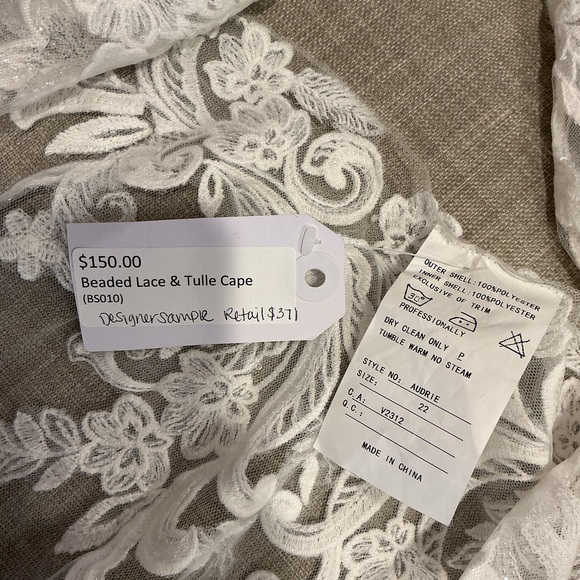 $150.00
Beaded Lace & Tulle Cape
(BS010)
Designer Sample Retail $371
OUTER SHELL:100%POLYESTER
INNER SHELL:100%POLYESTER
EXCLUSIVE OF TRIM
PROFESSIONALLY
DRY CLEAN ONLY P
TUMBLE WARM NO STEAM
STYLE NO: AUDRIE
SIZE: 22
C.A: V2312
Q.C:
MADE IN CHINA